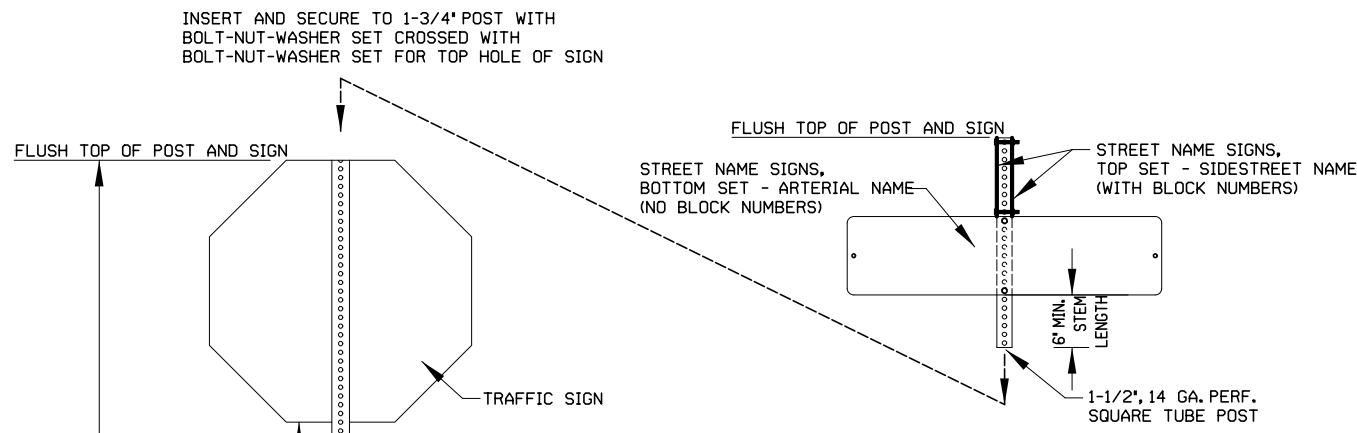 INSERT AND SECURE TO 1-3/4" POST WITH
BOLT-NUT-WASHER SET CROSSED WITH
BOLT-NUT-WASHER SET FOR TOP HOLE OF SIGN
FLUSH TOP OF POST AND SIGN
TRAFFIC SIGN
FLUSH TOP OF POST AND SIGN
STREET NAME SIGNS,
BOTTOM SET - ARTERIAL NAME
(NO BLOCK NUMBERS)
STREET NAME SIGNS,
TOP SET - SIDESTREET NAME
(WITH BLOCK NUMBERS)
6" MIN.
STEM
LENGTH
1-1/2", 14 GA. PERF.
SQUARE TUBE POST